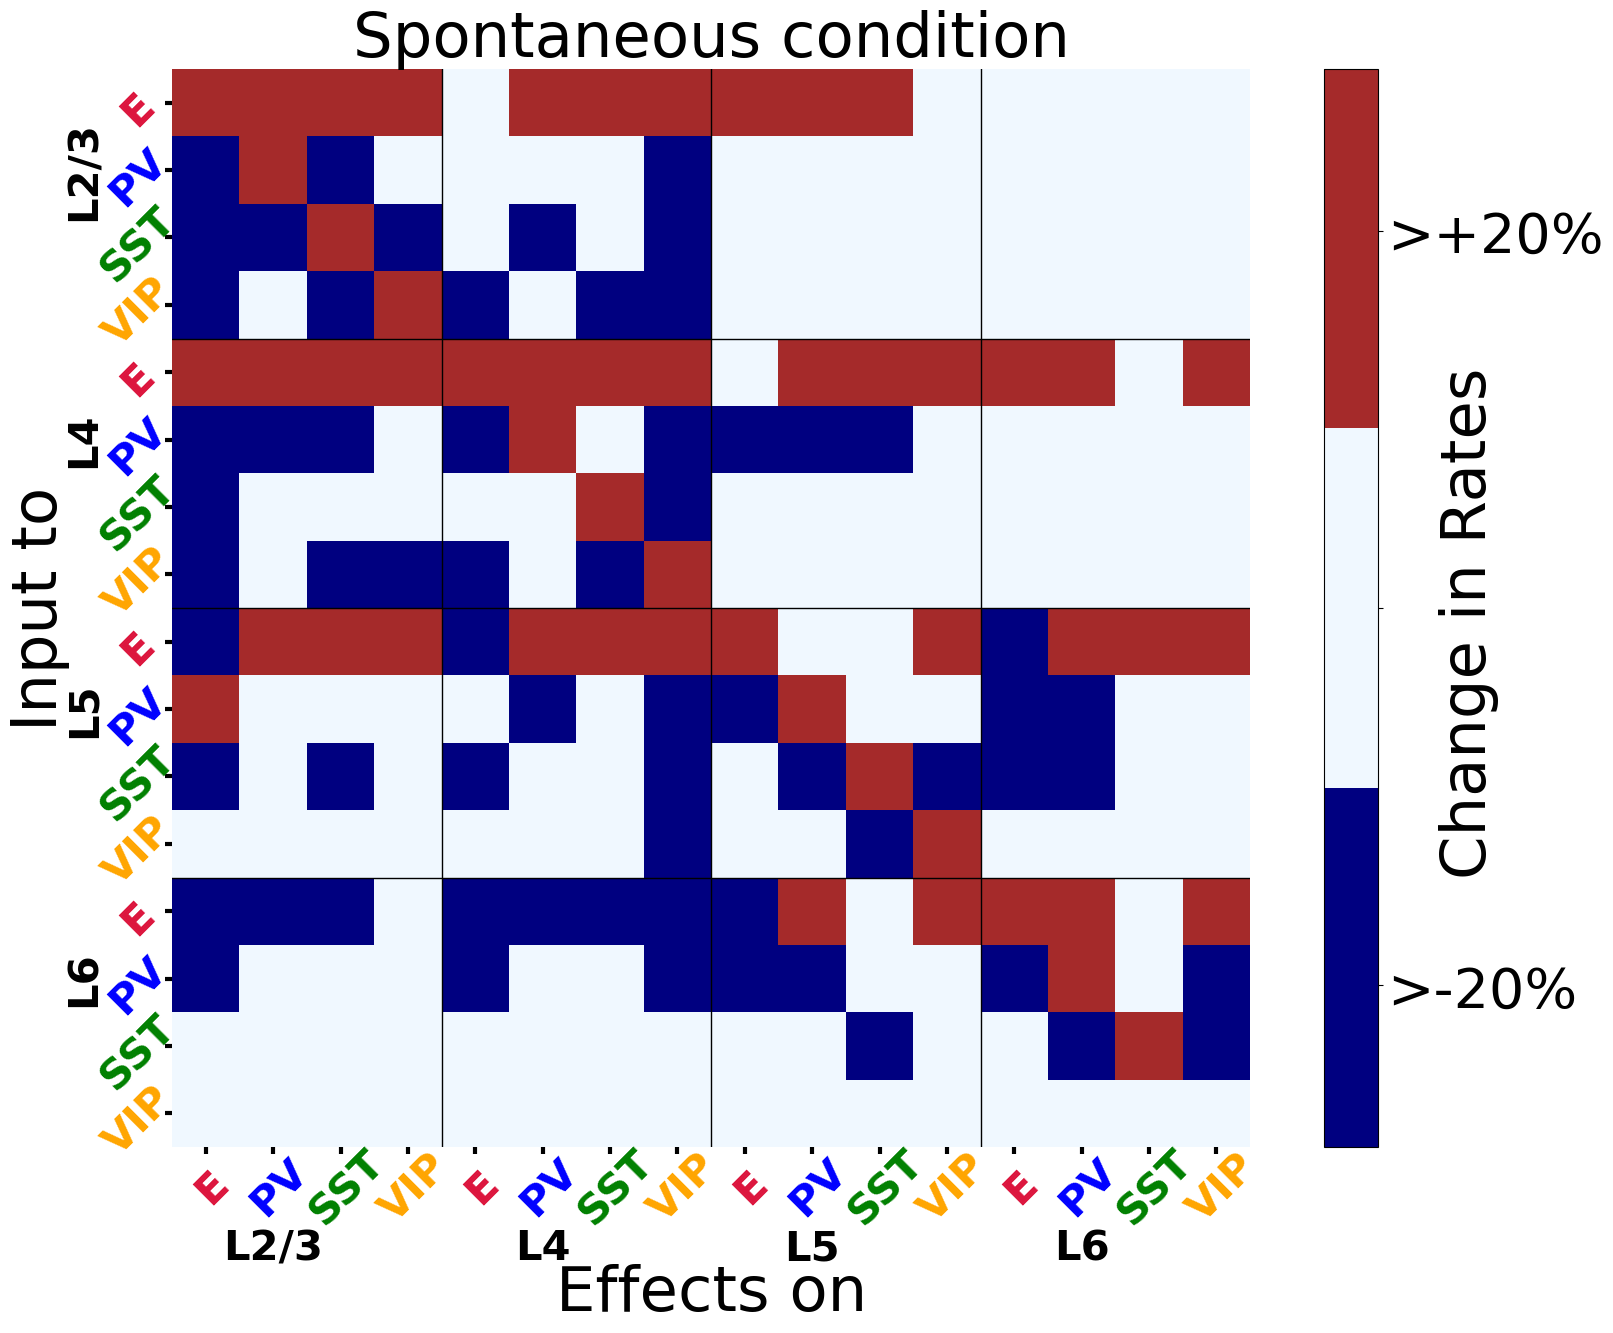 Spontaneous condition
Input to
L2/3
E
PV
SST
VIP
L4
E
PV
SST
VIP
L5
E
PV
SST
VIP
L6
E
PV
SST
VIP
E PV SST VIP E PV SST VIP E PV SST VIP E PV SST VIP
L2/3 L4 L5 L6
Effects on
>+20%
>-20%
Change in Rates